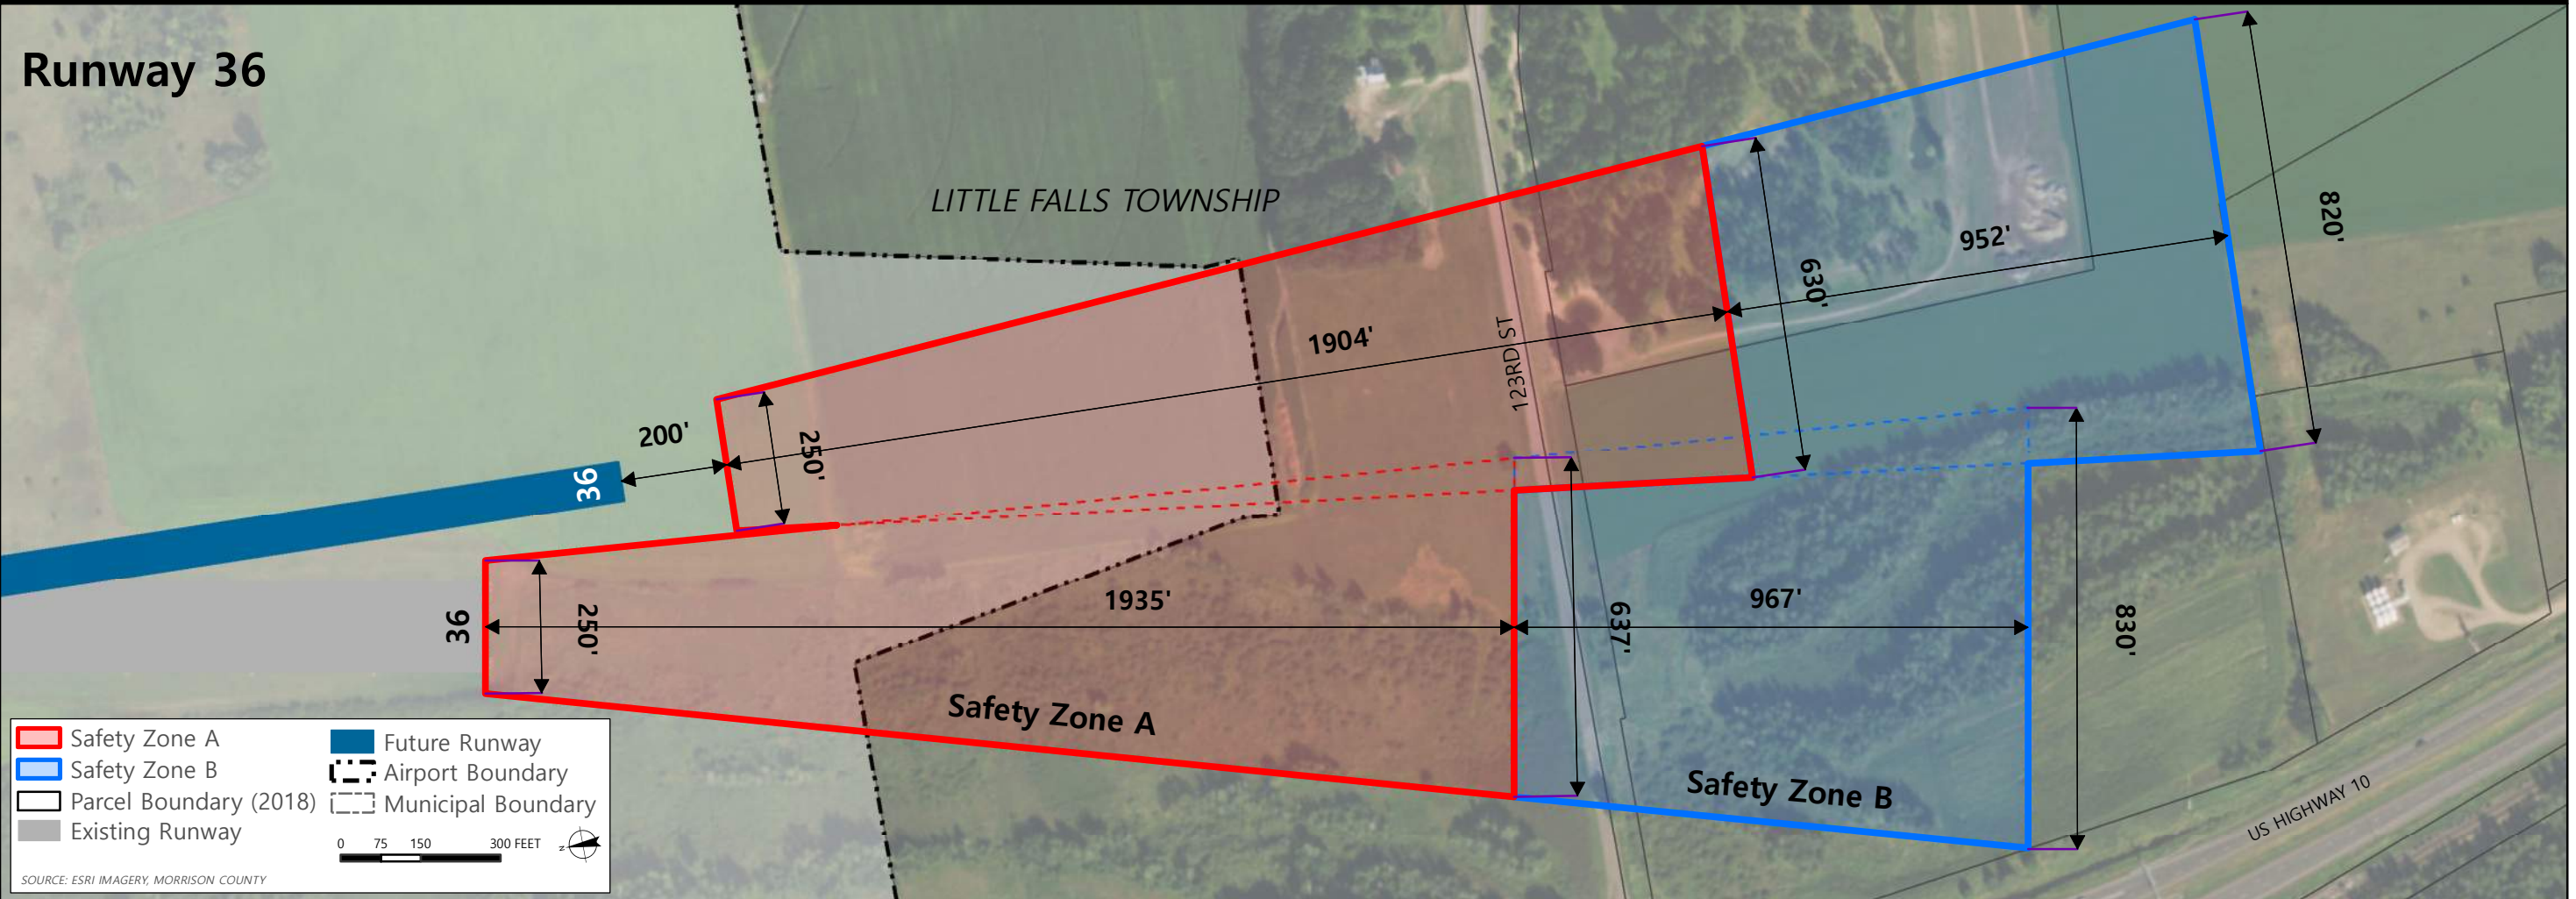 Runway 36
LITTLE FALLS TOWNSHIP
820'
952'
630'
1904'
123RD ST
200'
250'
36
1935'
967'
36
250'
637'
830'
Safety Zone A
Safety Zone B
US HIGHWAY 10
Safety Zone A
Safety Zone B
Parcel Boundary (2018)
Existing Runway
Future Runway
Airport Boundary
Municipal Boundary
0 75 150 300 FEET
N
SOURCE: ESRI IMAGERY, MORRISON COUNTY